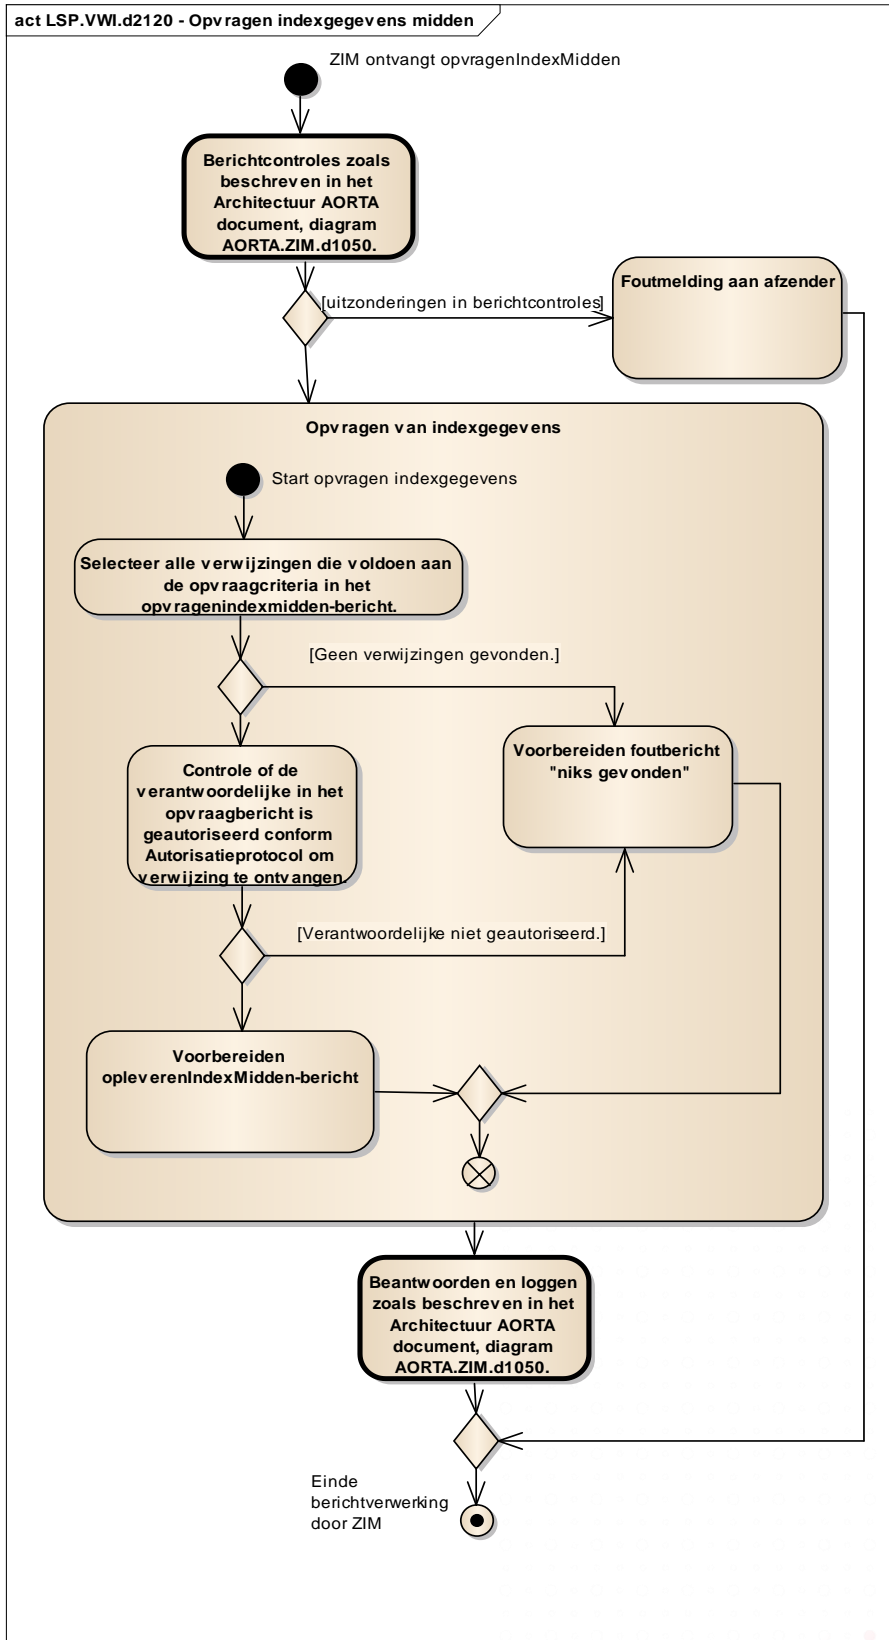 act LSP.VWI.d2120 - Opvragen indexgegevens midden
ZIM ontvangt opvragenIndexMidden
Berichtcontroles zoals
beschreven in het
Architectuur AORTA
document, diagram
AORTA.ZIM.d1050.
Foutmelding aan afzender
[uitzonderingen in berichtcontroles]
Opvragen van indexgegevens
Start opvragen indexgegevens
Selecteer alle verwijzingen die voldoen aan
de opvraagcriteria in het
opvragenindexmidden-bericht.
[Geen verwijzingen gevonden.]
Voorbereiden foutbericht
"niks gevonden"
Controle of de
verantwoordelijke in het
opvraagbericht is
geautoriseerd conform
Autorisatieprotocol om
verwijzing te ontvangen.
[Verantwoordelijke niet geautoriseerd.]
Voorbereiden
opleverenIndexMidden-bericht
Beantwoorden en loggen
zoals beschreven in het
Architectuur AORTA
document, diagram
AORTA.ZIM.d1050.
Einde
berichtverwerking
door ZIM